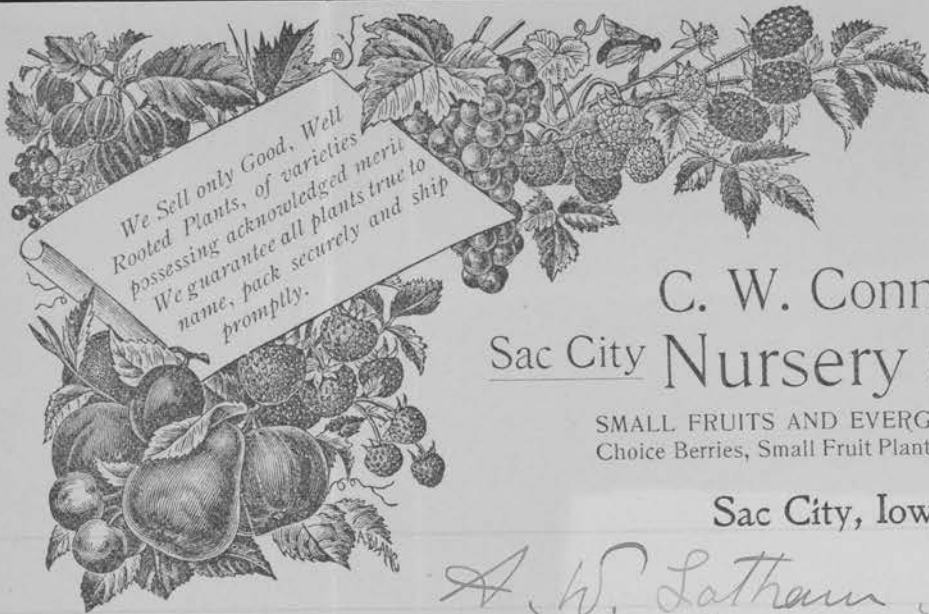 We Sell only Good, Well
Rooted Plants, of varieties
possessing acknowledged merit
We guarantee all plants true to
name, pack securely and ship
promptly.
C. W. Conn
Sac City Nursery
SMALL FRUITS AND EVERG
Choice Berries, Small Fruit Plant
Sac City, Iow
A. W. Latham